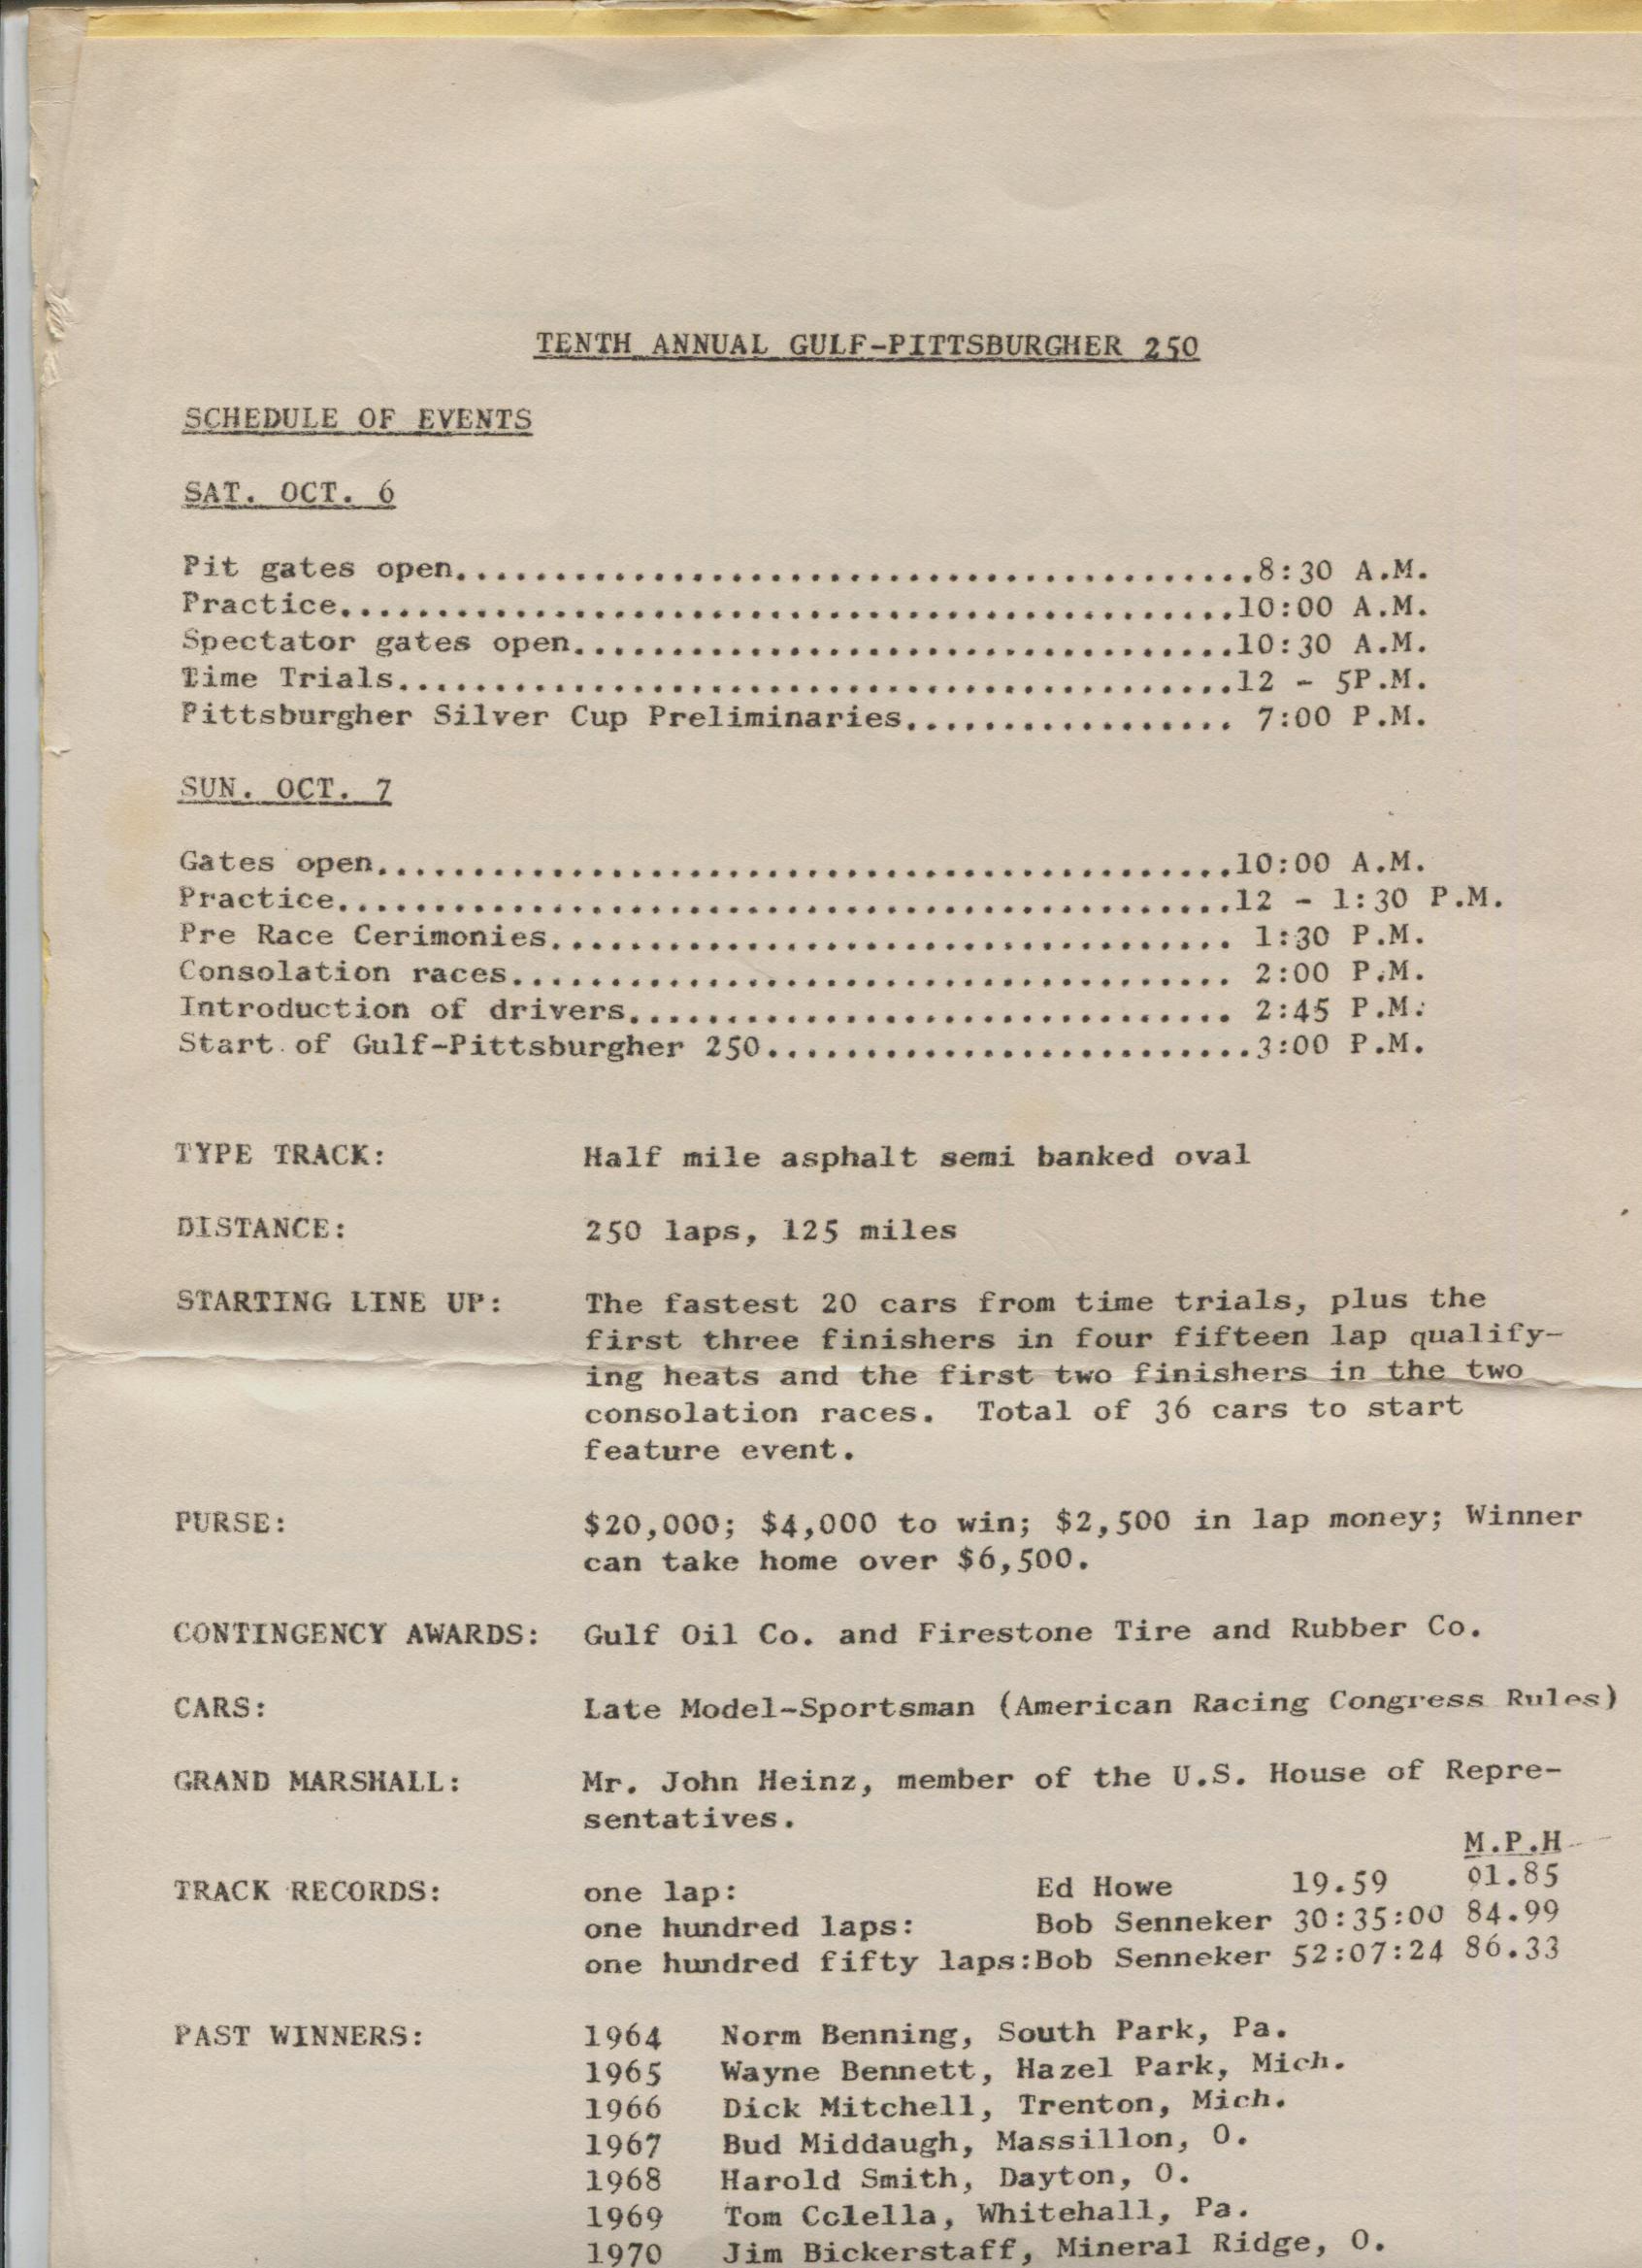 TENTH ANNUAL GULF-PITTSBURGHER 250
SCHEDULE OF EVENTS
SAT. OCT. 6
Pit gates open.........................................8:30 A.M.
Practice..............................................10:00 A.M.
Spectator gates open..................................10:30 A.M.
Time Trials...........................................12 - 5P.M.
Pittsburgher Silver Cup Preliminaries................. 7:00 P.M.
SUN. OCT. 7
Gates open............................................10:00 A.M.
Practice..............................................12 - 1:30 P.M.
Pre Race Cerimonies................................... 1:30 P.M.
Consolation races..................................... 2:00 P.M.
Introduction of drivers............................... 2:45 P.M.
Start of Gulf-Pittsburgher 250.........................3:00 P.M.
TYPE TRACK: Half mile asphalt semi banked oval
DISTANCE: 250 laps, 125 miles
STARTING LINE UP: The fastest 20 cars from time trials, plus the
first three finishers in four fifteen lap qualify-
ing heats and the first two finishers in the two
consolation races. Total of 36 cars to start
feature event.
PURSE: $20,000; $4,000 to win; $2,500 in lap money; Winner
can take home over $6,500.
CONTINGENCY AWARDS: Gulf Oil Co. and Firestone Tire and Rubber Co.
CARS: Late Model-Sportsman (American Racing Congress Rules)
GRAND MARSHALL: Mr. John Heinz, member of the U.S. House of Repre-
sentatives.
M.P.H
TRACK RECORDS: one lap: Ed Howe 19.59 91.85
one hundred laps: Bob Senneker 30:35:00 84.99
one hundred fifty laps:Bob Senneker 52:07:24 86.33
PAST WINNERS: 1964 Norm Benning, South Park, Pa.
1965 Wayne Bennett, Hazel Park, Mich.
1966 Dick Mitchell, Trenton, Mich.
1967 Bud Middaugh, Massillon, O.
1968 Harold Smith, Dayton, O.
1969 Tom Cclella, Whitehall, Pa.
1970 Jim Bickerstaff, Mineral Ridge, O.